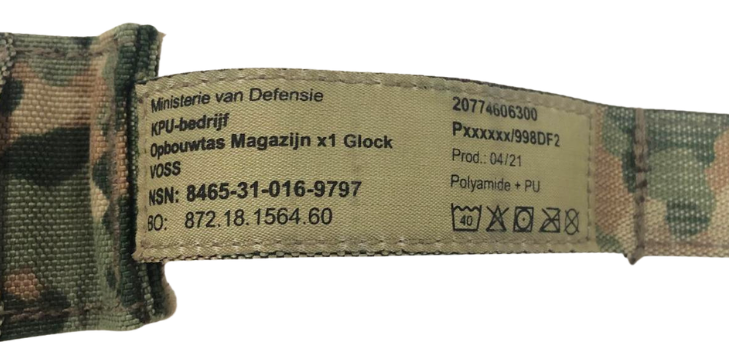 Ministerie van Defensie
KPU-bedrijf
Opbouwtas Magazijn x1 Glock
VOSS
NSN: 8465-31-016-9797
BO: 872.18.1564.60
20774606300
Pxxxxxx/998DF2
Prod.: 04/21
Polyamide + PU
40